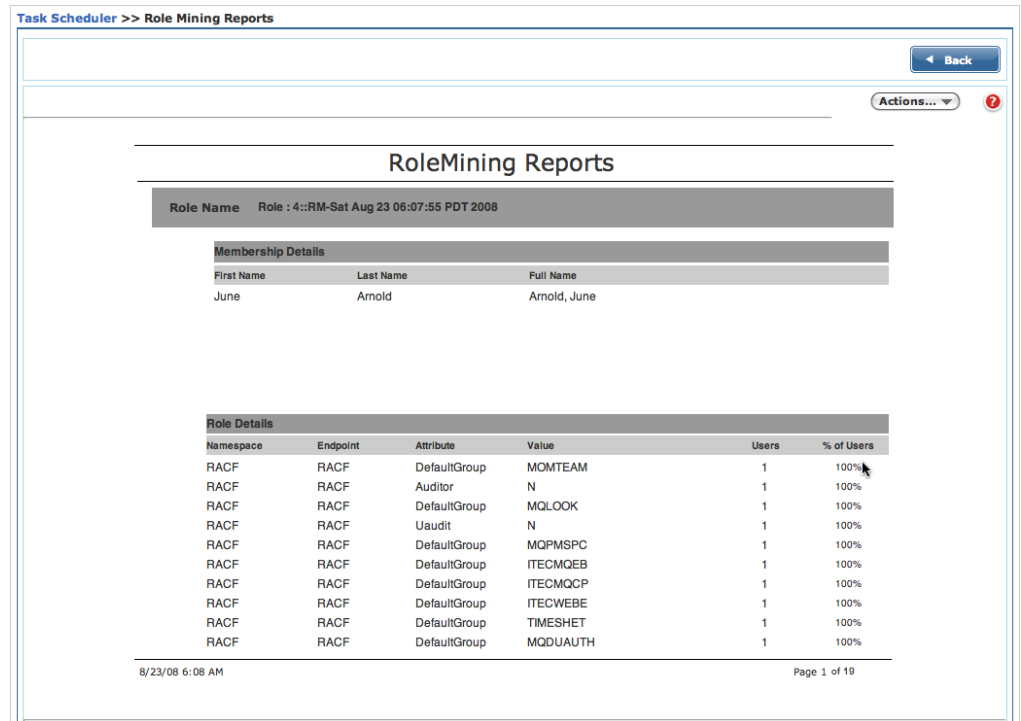 Task Scheduler >> Role Mining Reports
Back
Actions...
?
RoleMining Reports
Role Name Role : 4::RM-Sat Aug 23 06:07:55 PDT 2008
Membership Details
First Name Last Name Full Name
June Arnold Arnold, June
Role Details
Namespace Endpoint Attribute Value Users % of Users
RACF RACF DefaultGroup MOMTEAM 1 100%
RACF RACF Auditor N 1 100%
RACF RACF DefaultGroup MQLOOK 1 100%
RACF RACF Uaudit N 1 100%
RACF RACF DefaultGroup MQPMSPC 1 100%
RACF RACF DefaultGroup ITECMQEB 1 100%
RACF RACF DefaultGroup ITECMQCP 1 100%
RACF RACF DefaultGroup ITECWEBE 1 100%
RACF RACF DefaultGroup TIMESHET 1 100%
RACF RACF DefaultGroup MQDUAUTH 1 100%
8/23/08 6:08 AM Page 1 of 19